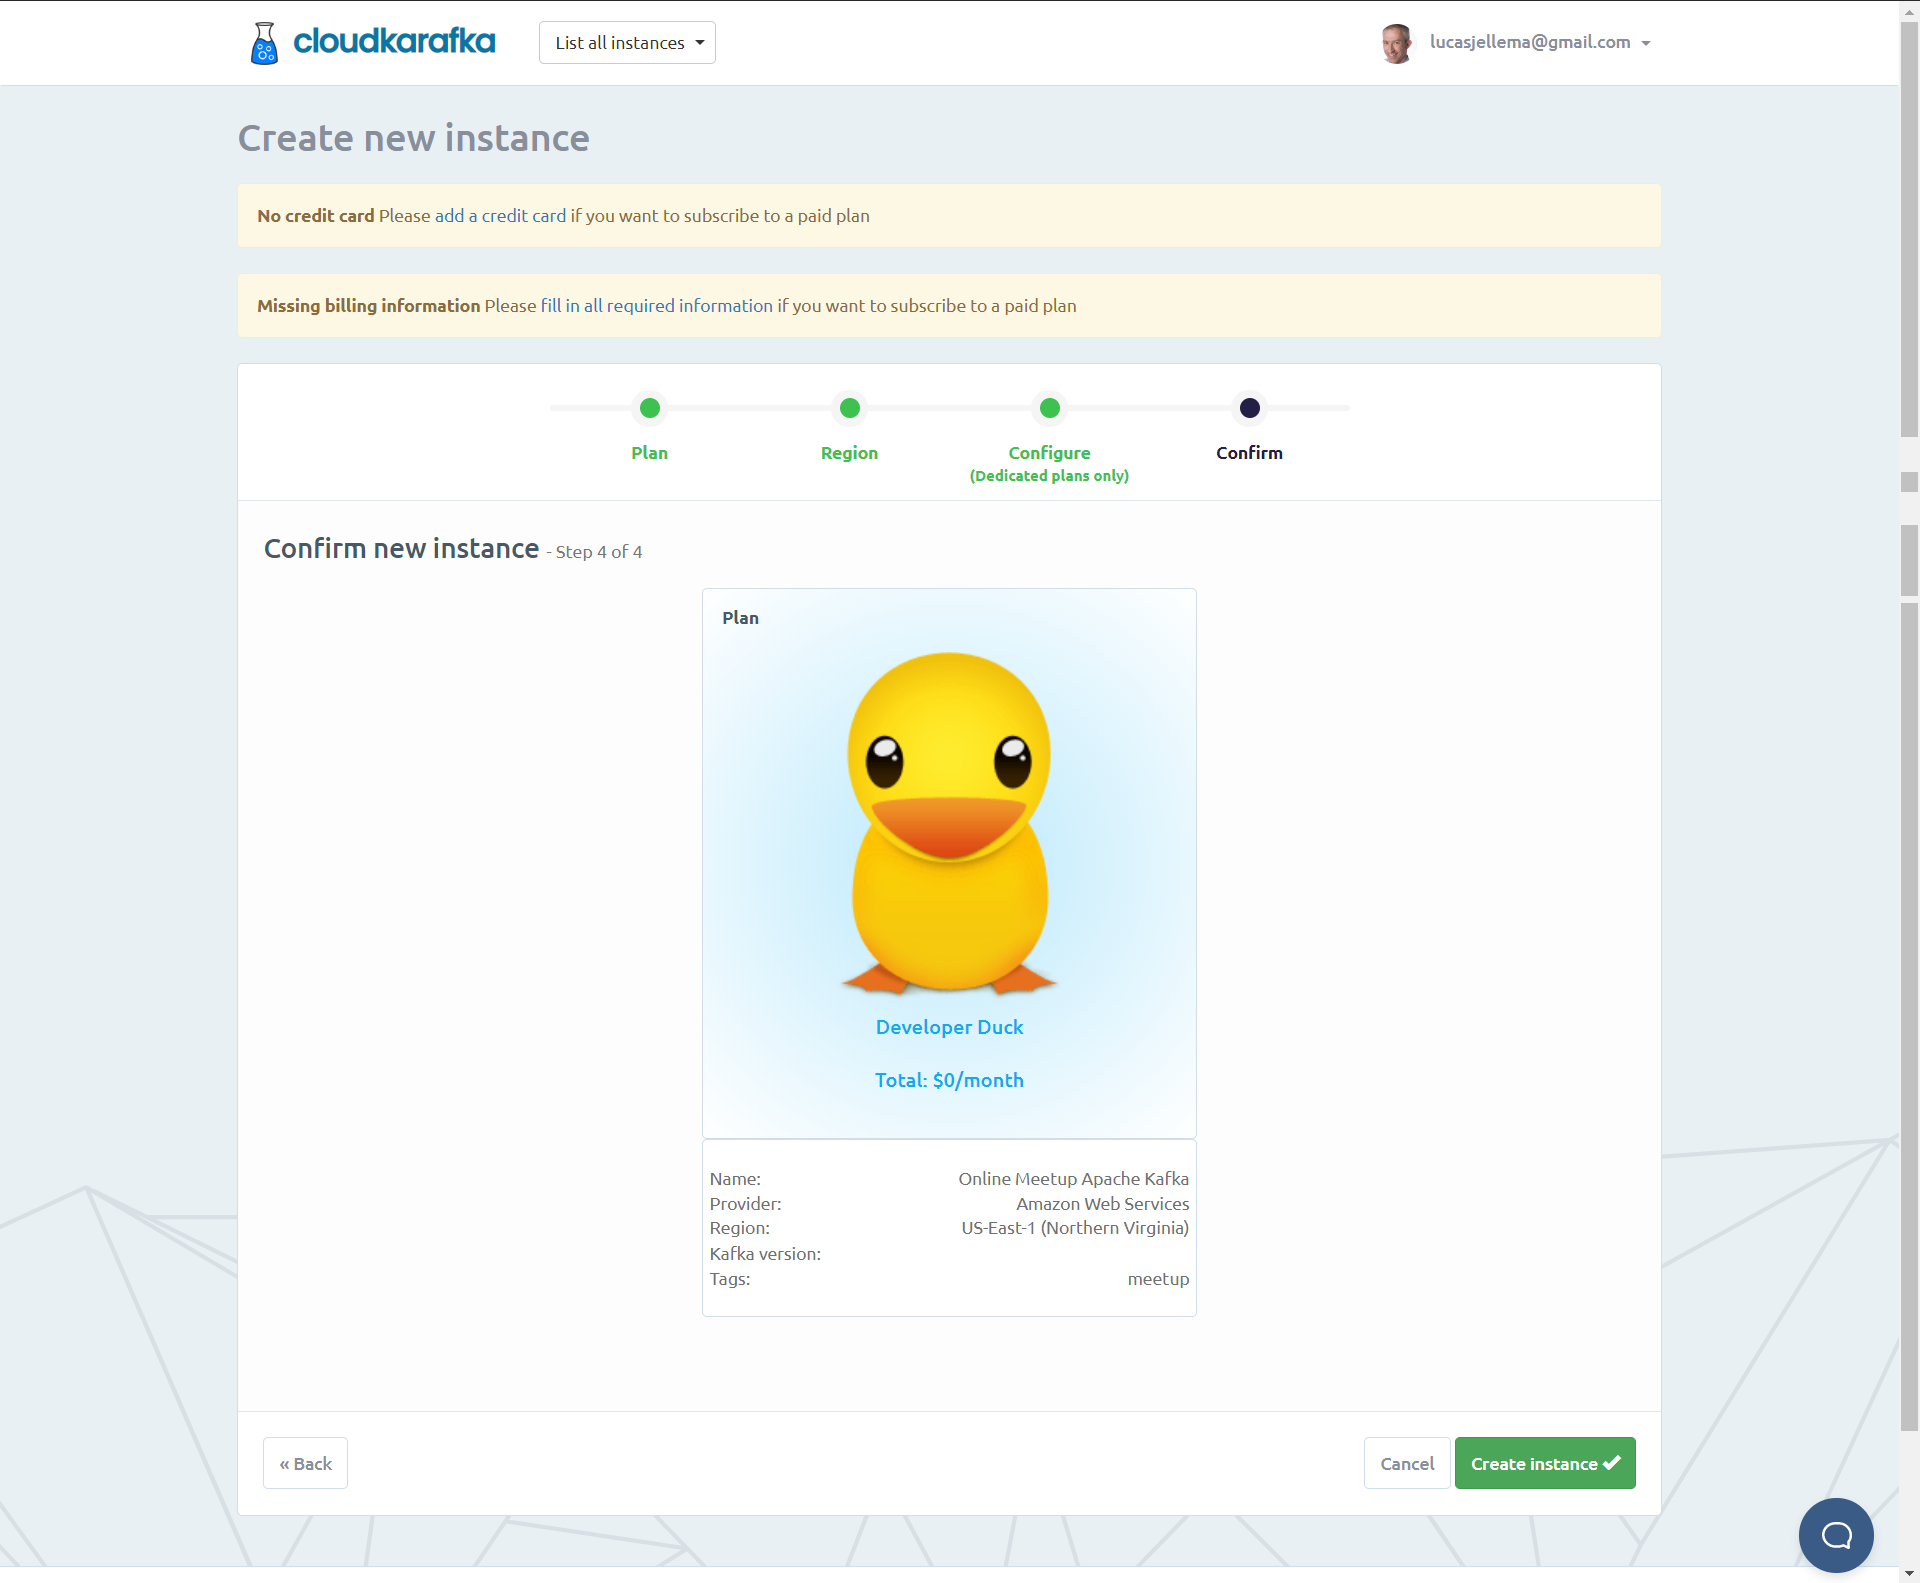 cloudkarafka
List all instances
lucasjellema@gmail.com
Create new instance
No credit card Please add a credit card if you want to subscribe to a paid plan
Missing billing information Please fill in all required information if you want to subscribe to a paid plan
Plan
Region
Configure
(Dedicated plans only)
Confirm
Confirm new instance - Step 4 of 4
Plan
Developer Duck
Total: $0/month
Name: Online Meetup Apache Kafka
Provider: Amazon Web Services
Region: US-East-1 (Northern Virginia)
Kafka version:
Tags: meetup
« Back
Cancel
Create instance